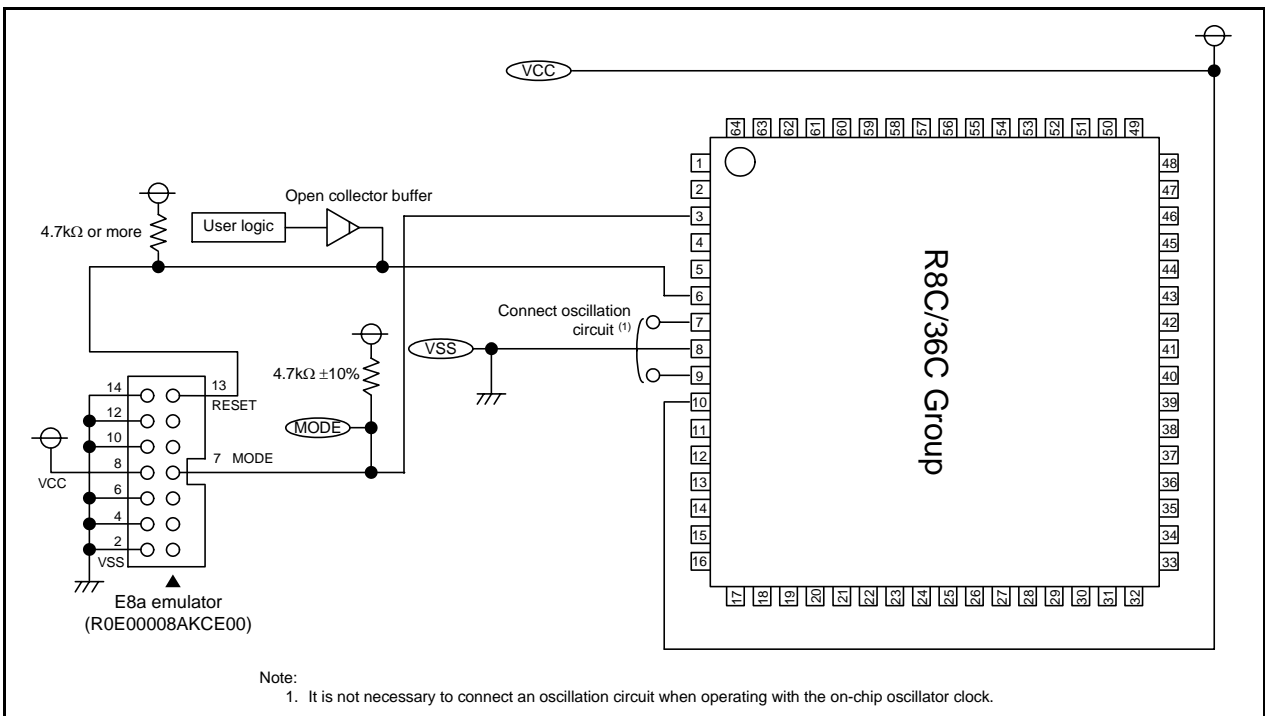 VCC
64 63 62 61 60 59 58 57 56 55 54 53 52 51 50 49
1
2
3
4
5
6
7
8
9
10
11
12
13
14
15
16
48
47
46
45
44
43
42
41
40
39
38
37
36
35
34
33
17 18 19 20 21 22 23 24 25 26 27 28 29 30 31 32
R8C/36C Group
Open collector buffer
User logic
4.7kΩ or more
Connect oscillation
circuit (1)
VSS
4.7kΩ ±10%
MODE
14
12
10
8
6
4
2
13
RESET
7 MODE
VCC
VSS
E8a emulator
(R0E00008AKCE00)
Note:
1. It is not necessary to connect an oscillation circuit when operating with the on-chip oscillator clock.